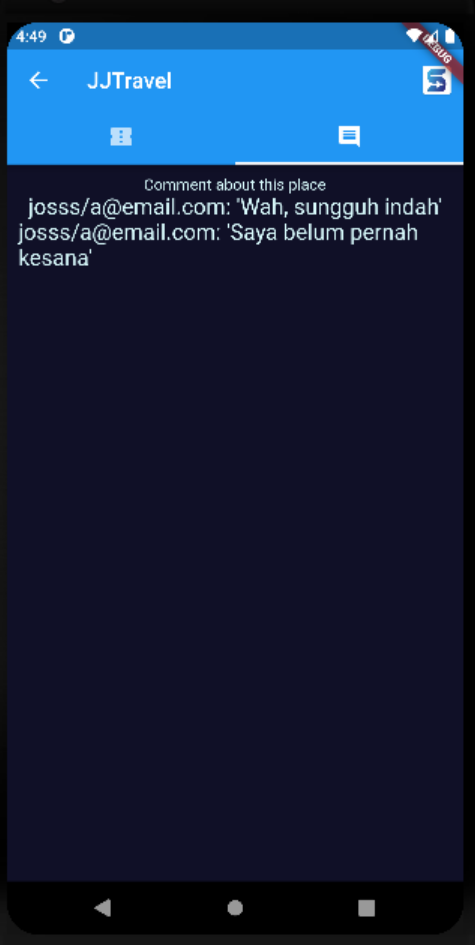 4:49
DEBUG
JJTravel
Comment about this place
josss/a@email.com: 'Wah, sungguh indah'
josss/a@email.com: 'Saya belum pernah
kesana'